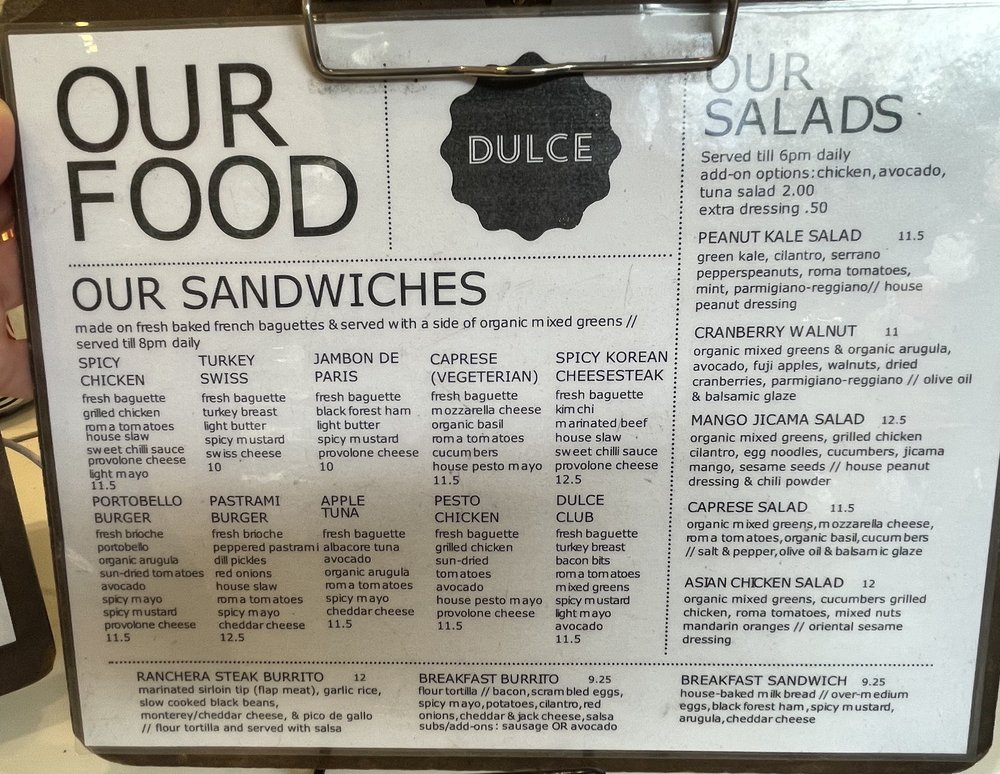 OUR
FOOD
DULCE
OUR SANDWICHES
made on fresh baked french baguettes & served with a side of organic mixed greens //
served till 8pm daily
SPICY
CHICKEN
fresh baguette
grilled chicken
roma tomatoes
house slaw
sweet chilli sauce
provolone cheese
light mayo
11.5
TURKEY
SWISS
fresh baguette
turkey breast
light butter
spicy mustard
swiss cheese
10
JAMBON DE
PARIS
fresh baguette
black forest ham
light butter
spicy mustard
provolone cheese
10
CAPRESE
(VEGETERIAN)
fresh baguette
mozzarella cheese
organic basil
roma tomatoes
cucumbers
house pesto mayo
11.5
SPICY KOREAN
CHEESESTEAK
fresh baguette
kimchi
marinated beef
house slaw
sweet chilli sauce
provolone cheese
12.5
PORTOBELLO
BURGER
fresh brioche
portobello
organic arugula
sun-dried tomatoes
avocado
spicy mayo
spicy mustard
provolone cheese
11.5
PASTRAMI
BURGER
fresh brioche
peppered pastrami
dill pickles
red onions
house slaw
roma tomatoes
spicy mayo
cheddar cheese
12.5
APPLE
TUNA
fresh baguette
albacore tuna
avocado
organic arugula
roma tomatoes
spicy mayo
cheddar cheese
11.5
PESTO
CHICKEN
fresh baguette
grilled chicken
sun-dried
tomatoes
avocado
house pesto mayo
provolone cheese
11.5
DULCE
CLUB
fresh baguette
turkey breast
bacon bits
roma tomatoes
mixed greens
spicy mustard
light mayo
avocado
11.5
OUR
SALADS
Served till 6pm daily
add-on options:chicken,avocado,
tuna salad 2.00
extra dressing .50
PEANUT KALE SALAD 11.5
green kale, cilantro, serrano
pepperspeanuts, roma tomatoes,
mint, parmigiano-reggiano// house
peanut dressing
CRANBERRY WALNUT 11
organic mixed greens & organic arugula,
avocado, fuji apples, walnuts, dried
cranberries, parmigiano-reggiano // olive oil
& balsamic glaze
MANGO JICAMA SALAD 12.5
organic mixed greens, grilled chicken
cilantro, egg noodles, cucumbers, jicama
mango, sesame seeds // house peanut
dressing & chili powder
CAPRESE SALAD 11.5
organic mixed greens,mozzarella cheese,
roma tomatoes,organic basil,cucumbers
// salt & pepper,olive oil & balsamic glaze
ASIAN CHICKEN SALAD 12
organic mixed greens, cucumbers grilled
chicken, roma tomatoes, mixed nuts
mandarin oranges // oriental sesame
dressing
RANCHERA STEAK BURRITO 12
marinated sirloin tip (flap meat), garlic rice,
slow cooked black beans,
monterey/cheddar cheese, & pico de gallo
// flour tortilla and served with salsa
BREAKFAST BURRITO 9.25
flour tortilla // bacon,scrambled eggs,
spicy mayo,potatoes,cilantro,red
onions,cheddar & jack cheese,salsa
subs/add-ons: sausage OR avocado
BREAKFAST SANDWICH 9.25
house-baked milk bread // over-medium
eggs,black forest ham,spicy mustard,
arugula,cheddar cheese